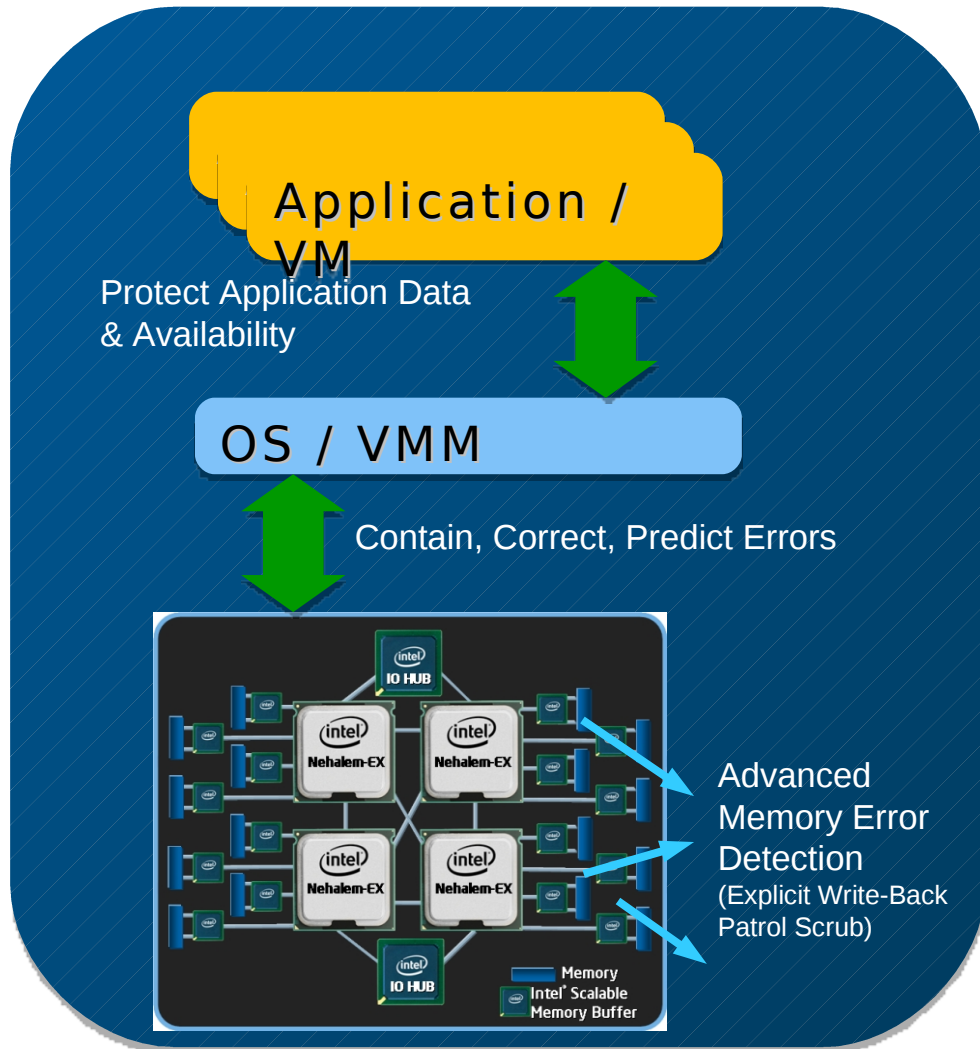 Application /
VM
Protect Application Data
& Availability
OS / VMM
Contain, Correct, Predict Errors
intel
IO HUB
intel
Nehalem-EX
intel
Nehalem-EX
intel
Nehalem-EX
intel
Nehalem-EX
intel
IO HUB
Memory
Intel® Scalable
Memory Buffer
Advanced
Memory Error
Detection
(Explicit Write-Back
Patrol Scrub)